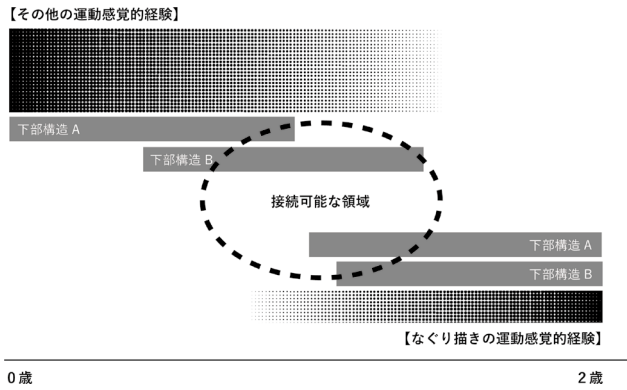 【その他の運動感覚的経験】
下部構造 A
下部構造 B
接続可能な領域
下部構造 A
下部構造 B
【なぐり描きの運動感覚的経験】
0歳
2歳